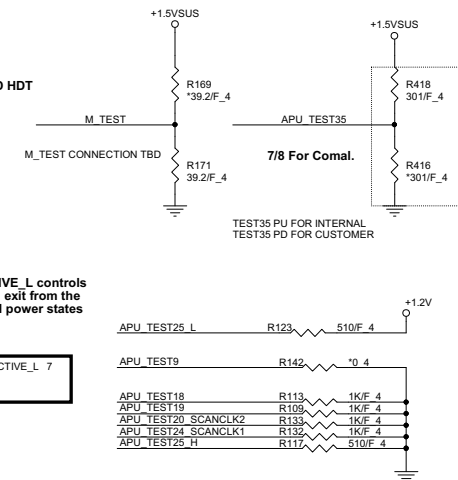 +1.5VSUS
+1.5VSUS
D HDT
R169
*39.2/F_4
R418
301/F_4
M_TEST
APU_TEST35
M_TEST CONNECTION TBD
R171
39.2/F_4
7/8 For Comal.
R416
*301/F_4
TEST35 PU FOR INTERNAL
TEST35 PD FOR CUSTOMER
IVE_L controls
exit from the
power states
+1.2V
APU_TEST25_L R123 510/F_4
CTIVE_L 7
APU_TEST9 R142 *0_4
APU_TEST18 R113 1K/F_4
APU_TEST19 R109 1K/F_4
APU_TEST20_SCANCLK2 R133 1K/F_4
APU_TEST24_SCANCLK1 R132 1K/F_4
APU_TEST25_H R117 510/F_4